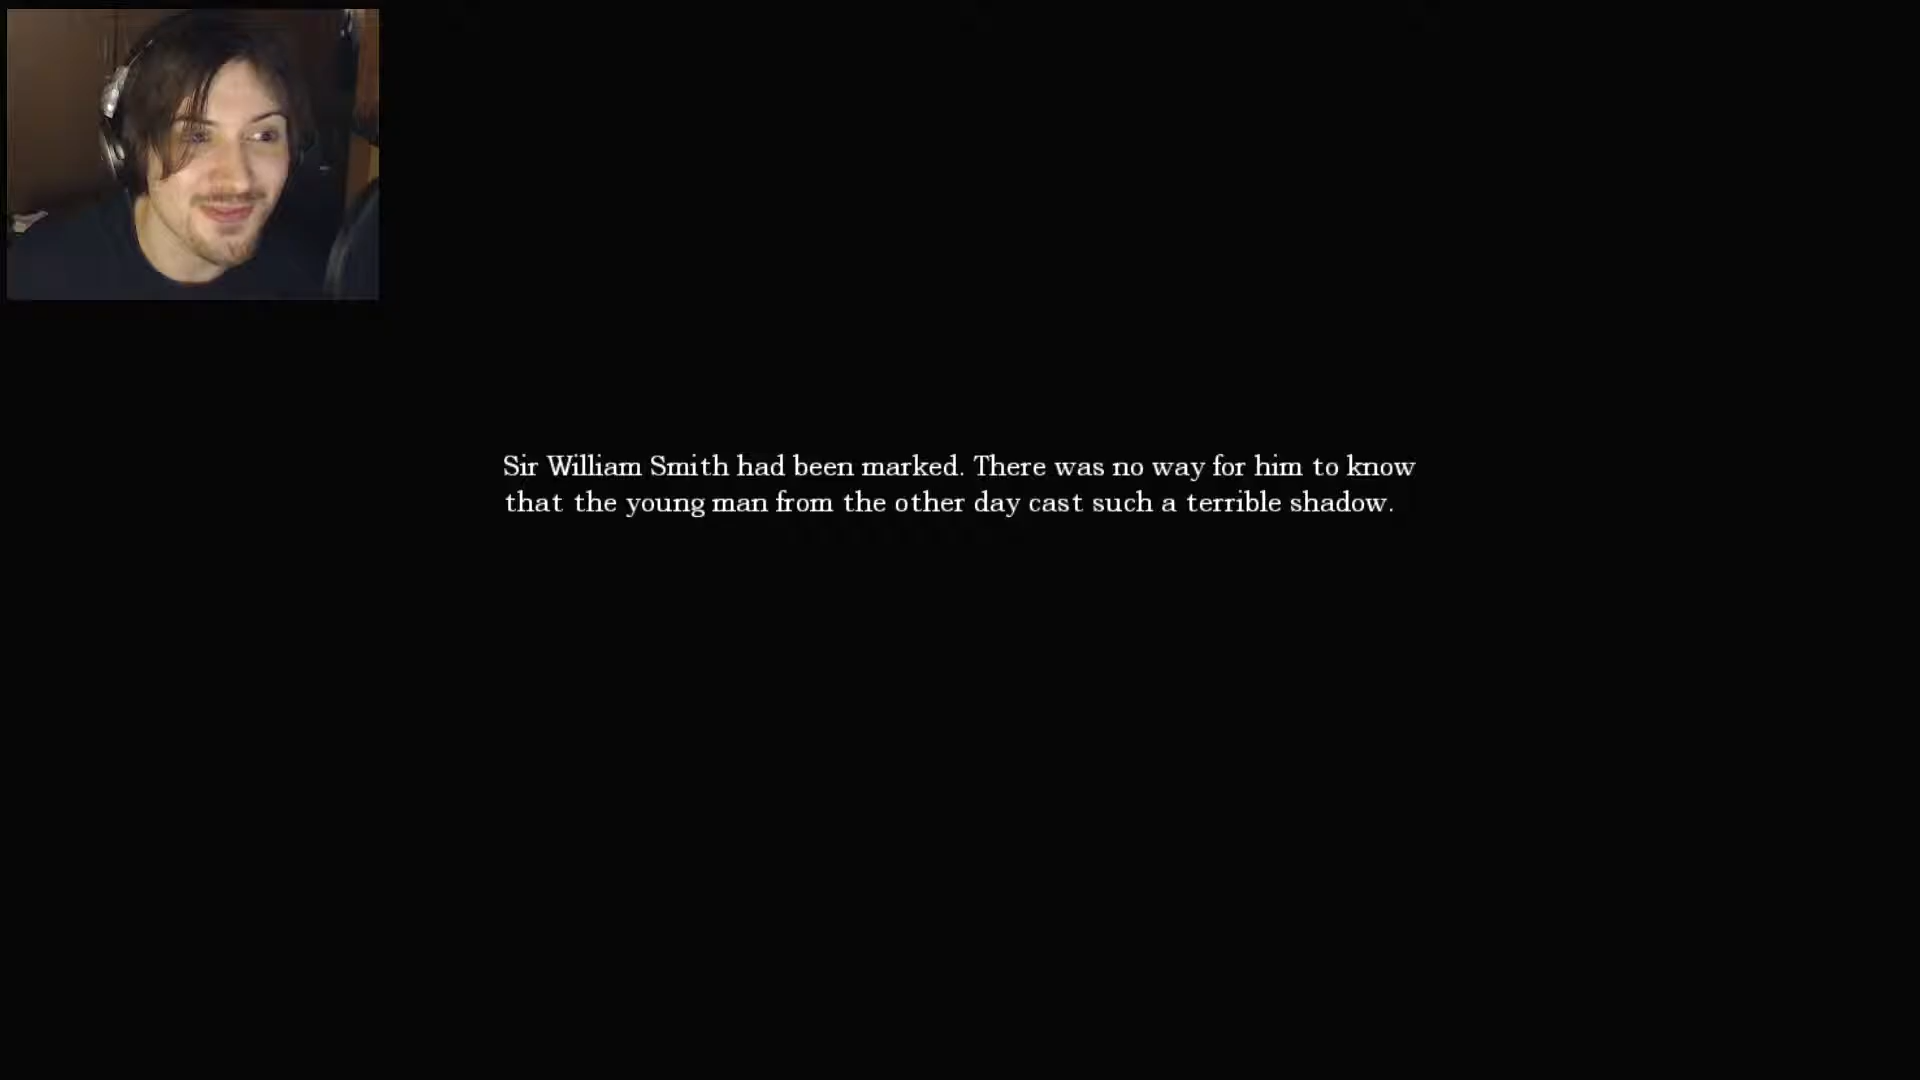 Sir William Smith had been marked. There was no way for him to know
that the young man from the other day cast such a terrible shadow.